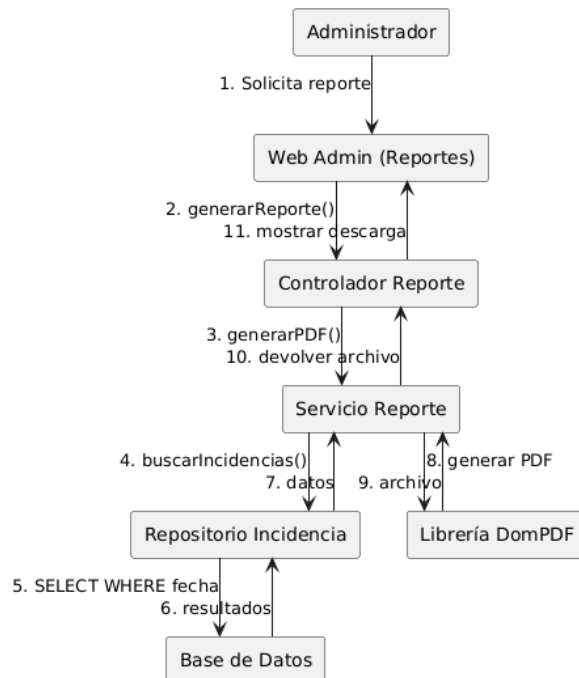 Administrador
1. Solicita reporte
Web Admin (Reportes)
2. generarReporte()
11. mostrar descarga
Controlador Reporte
3. generarPDF()
10. devolver archivo
Servicio Reporte
4. buscarIncidencias()
8. generar PDF
7. datos
9. archivo
Repositorio Incidencia
Librería DomPDF
5. SELECT WHERE fecha
6. resultados
Base de Datos